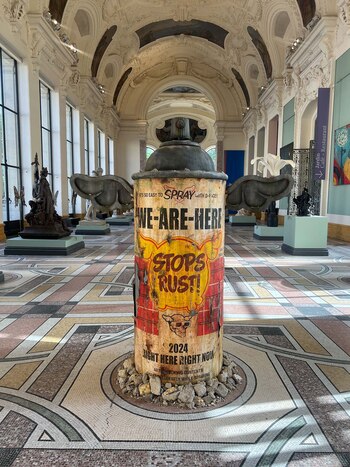 IT'S SO EASY TO SPRAY WITH
WE-ARE-HERE
STOPS
RUST!
2024
RIGHT HERE RIGHT NOW